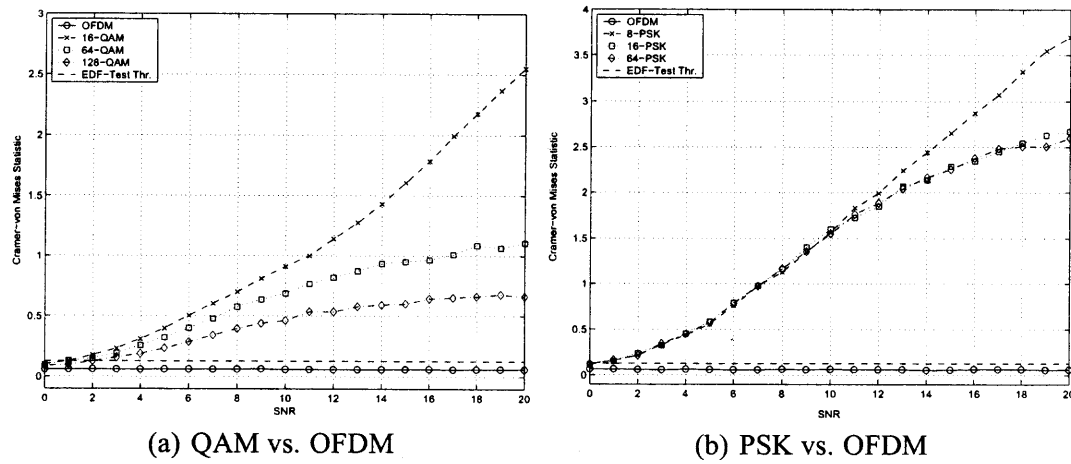 3
2.5
2
1.5
1
0.5
0
Cramer-von Mises Statistic
OFDM
16-QAM
64-QAM
128-QAM
EDF-Test Thr.
0 2 4 6 8 10 12 14 16 18 20
SNR
(a) QAM vs. OFDM
4
3.5
3
2.5
2
1.5
1
0.5
0
Cramer-von Mises Statistic
OFDM
8-PSK
16-PSK
64-PSK
EDF-Test Thr.
0 2 4 6 8 10 12 14 16 18 20
SNR
(b) PSK vs. OFDM